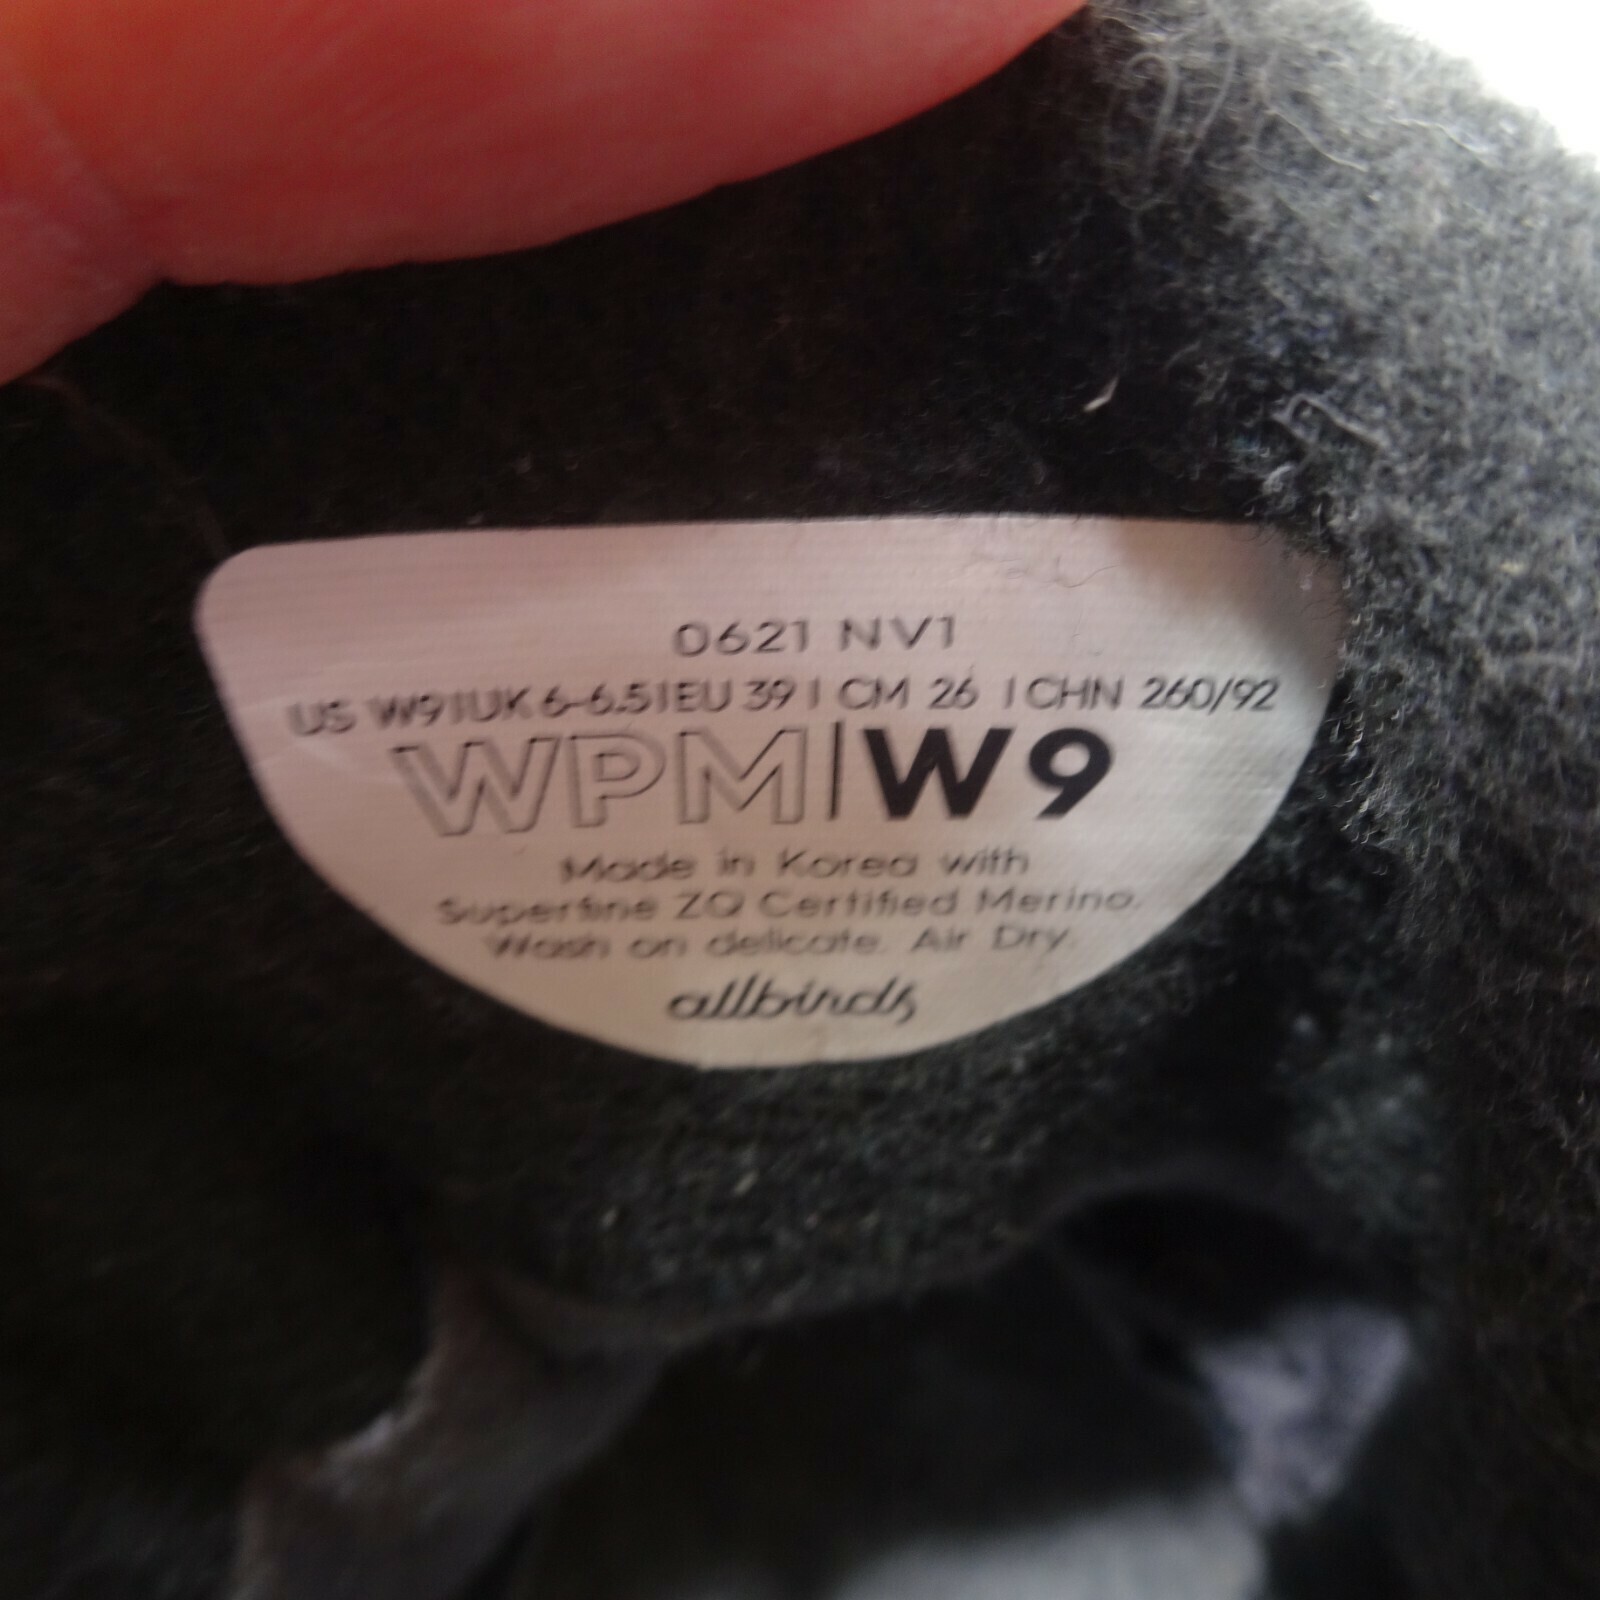 0621 NV1
US W9 | UK 6-6.5 | EU 39 | CM 26 | CHN 260/92
WPM | W 9
Made in Korea with
Superfine ZQ Certified Merino.
Wash on delicate. Air Dry.
allbirds